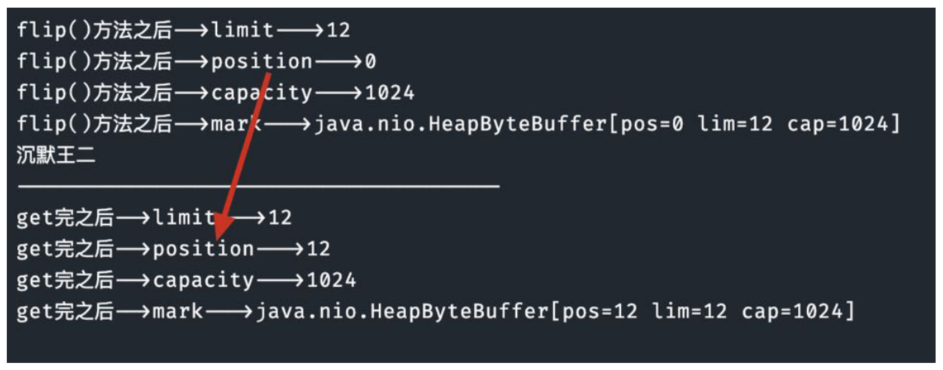 flip()方法之后——>limit——>12
flip()方法之后——>position——>0
flip()方法之后——>capacity——>1024
flip()方法之后——>mark——>java.nio.HeapByteBuffer[pos=0 lim=12 cap=1024]
沉默王二
get完之后——>limit——>12
get完之后——>position——>12
get完之后——>capacity——>1024
get完之后——>mark——>java.nio.HeapByteBuffer[pos=12 lim=12 cap=1024]